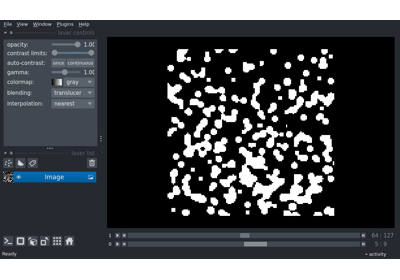 File View Window Plugins Help
layer controls
opacity: 1.00
contrast limits:
auto-contrast: once continuous
gamma: 1.00
colormap: gray
blending: translucer
interpolation: nearest
layer list
Image
1 64 127
0 5 9
Ready activity